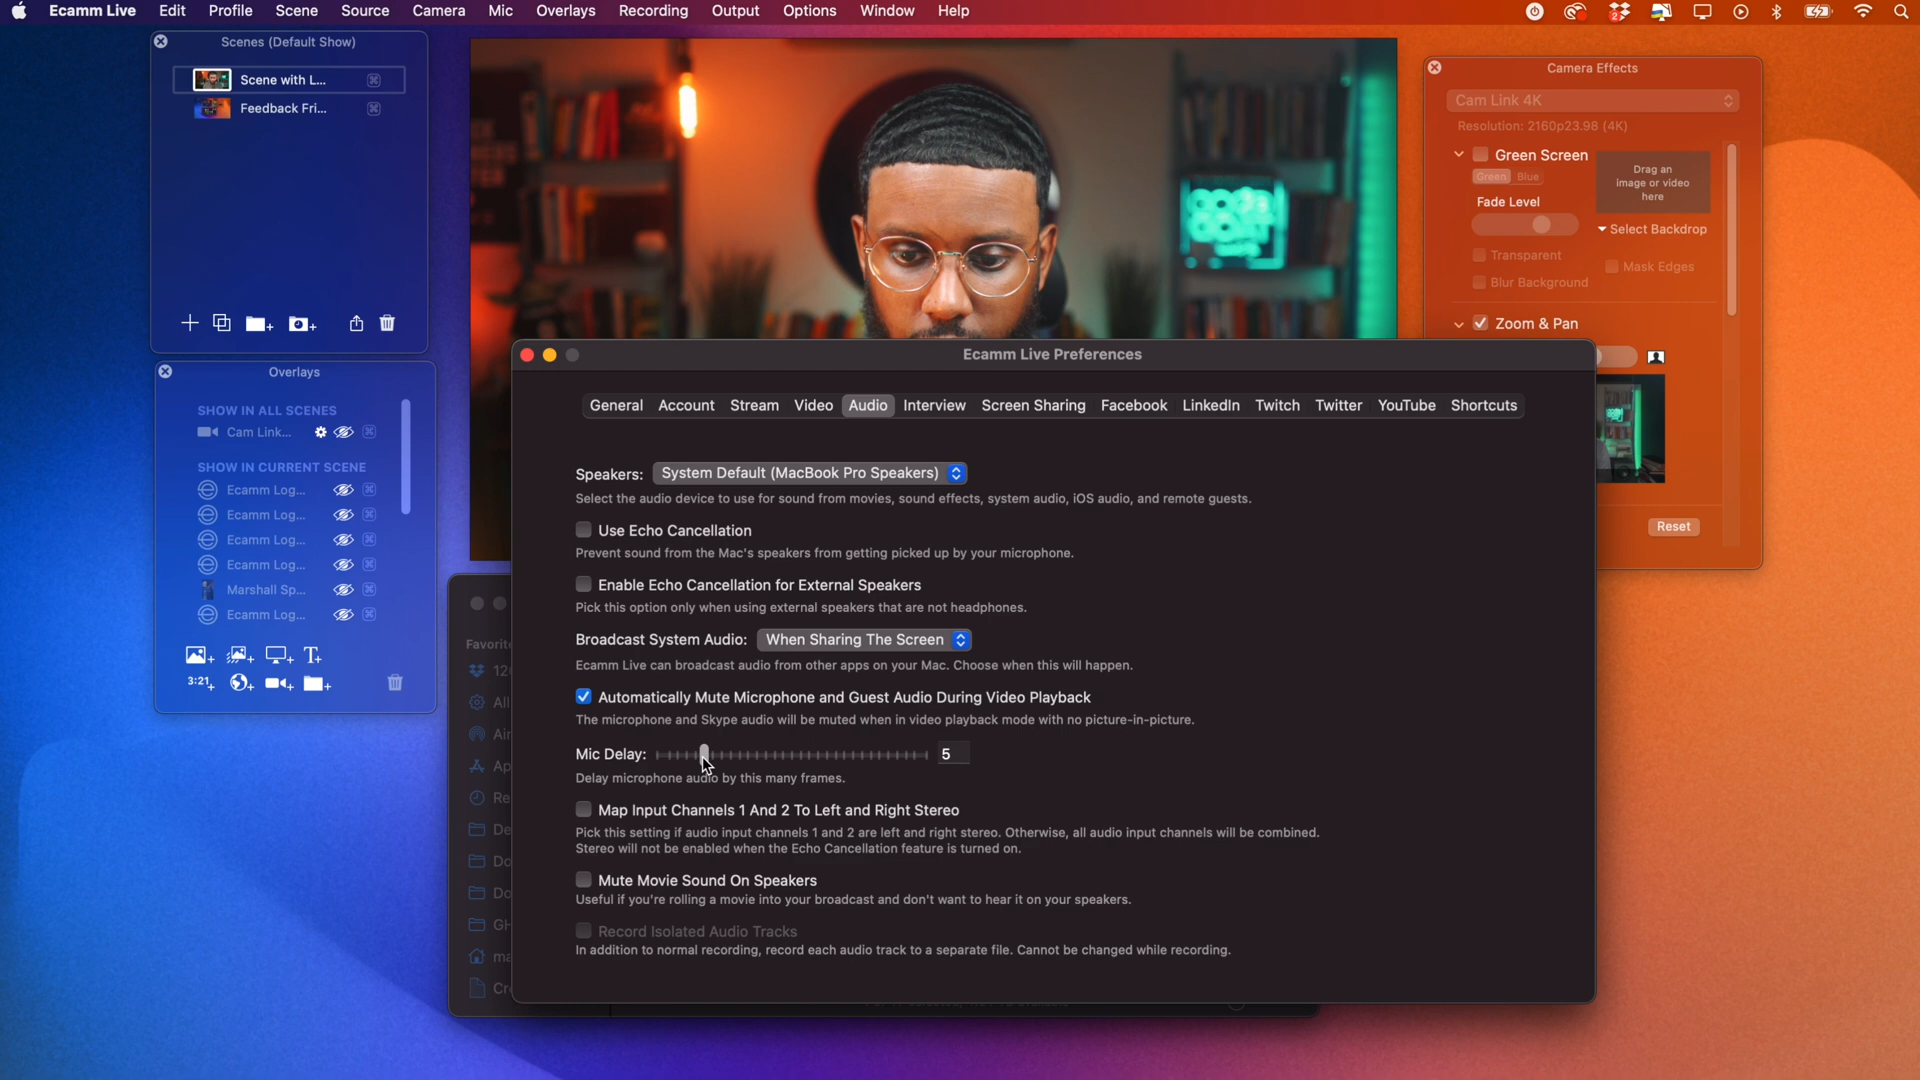 Ecamm Live Edit Profile Scene Source Camera Mic Overlays Recording Output Options Window Help
Scenes (Default Show)
Scene with L...
Feedback Fri...
Overlays
SHOW IN ALL SCENES
Cam Link...
SHOW IN CURRENT SCENE
Ecamm Log...
Ecamm Log...
Ecamm Log...
Ecamm Log...
Marshall Sp...
Ecamm Log...
3:21+
Camera Effects
Cam Link 4K
Resolution: 2160p23.98 (4K)
Green Screen
Green Blue
Drag an
image or video
here
Fade Level
Select Backdrop
Transparent
Mask Edges
Blur Background
Zoom & Pan
Reset
Ecamm Live Preferences
General Account Stream Video Audio Interview Screen Sharing Facebook LinkedIn Twitch Twitter YouTube Shortcuts
Speakers: System Default (MacBook Pro Speakers)
Select the audio device to use for sound from movies, sound effects, system audio, iOS audio, and remote guests.
Use Echo Cancellation
Prevent sound from the Mac's speakers from getting picked up by your microphone.
Enable Echo Cancellation for External Speakers
Pick this option only when using external speakers that are not headphones.
Broadcast System Audio: When Sharing The Screen
Ecamm Live can broadcast audio from other apps on your Mac. Choose when this will happen.
Automatically Mute Microphone and Guest Audio During Video Playback
The microphone and Skype audio will be muted when in video playback mode with no picture-in-picture.
Mic Delay: 5
Delay microphone audio by this many frames.
Map Input Channels 1 And 2 To Left and Right Stereo
Pick this setting if audio input channels 1 and 2 are left and right stereo. Otherwise, all audio input channels will be combined.
Stereo will not be enabled when the Echo Cancellation feature is turned on.
Mute Movie Sound On Speakers
Useful if you're rolling a movie into your broadcast and don't want to hear it on your speakers.
Record Isolated Audio Tracks
In addition to normal recording, record each audio track to a separate file. Cannot be changed while recording.
Favorite